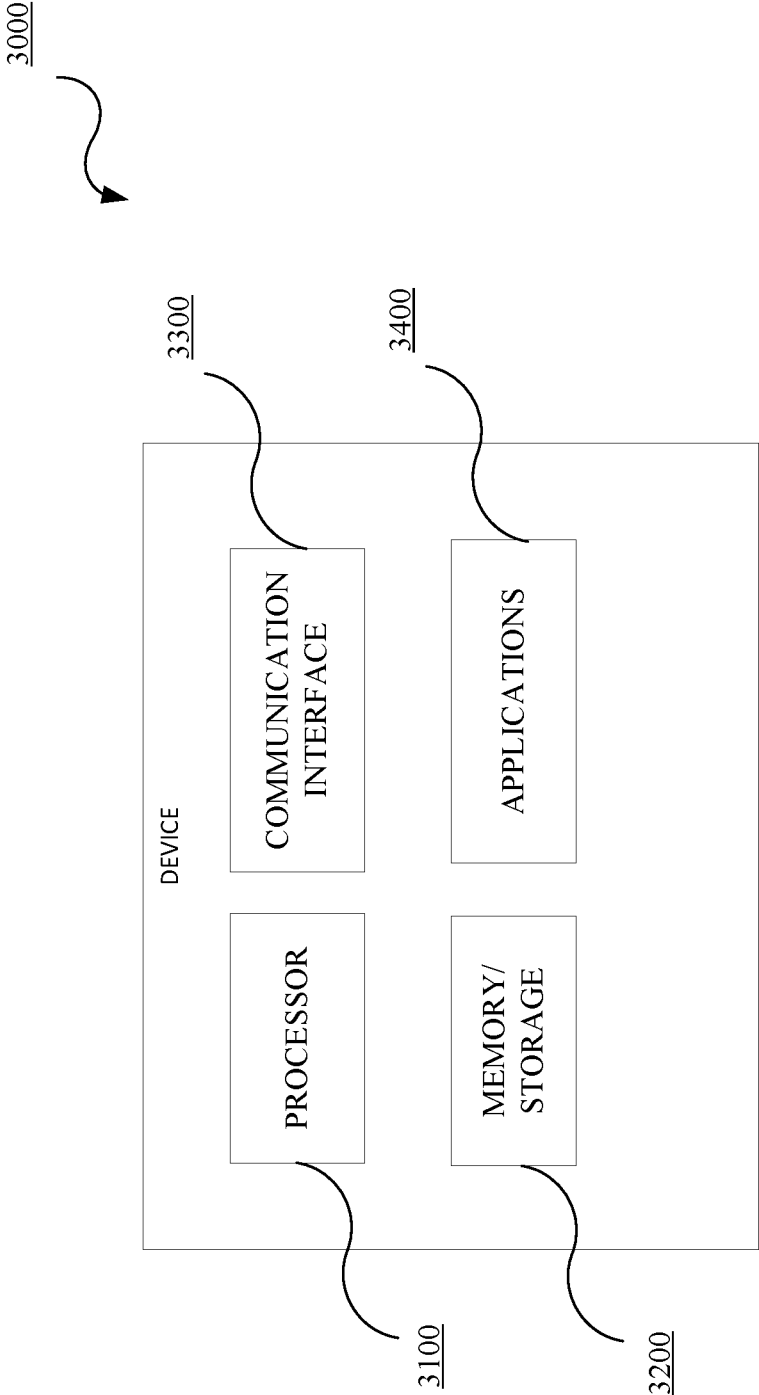 3000
DEVICE
3300
PROCESSOR
COMMUNICATION
INTERFACE
3100
3400
MEMORY/
STORAGE
APPLICATIONS
3200